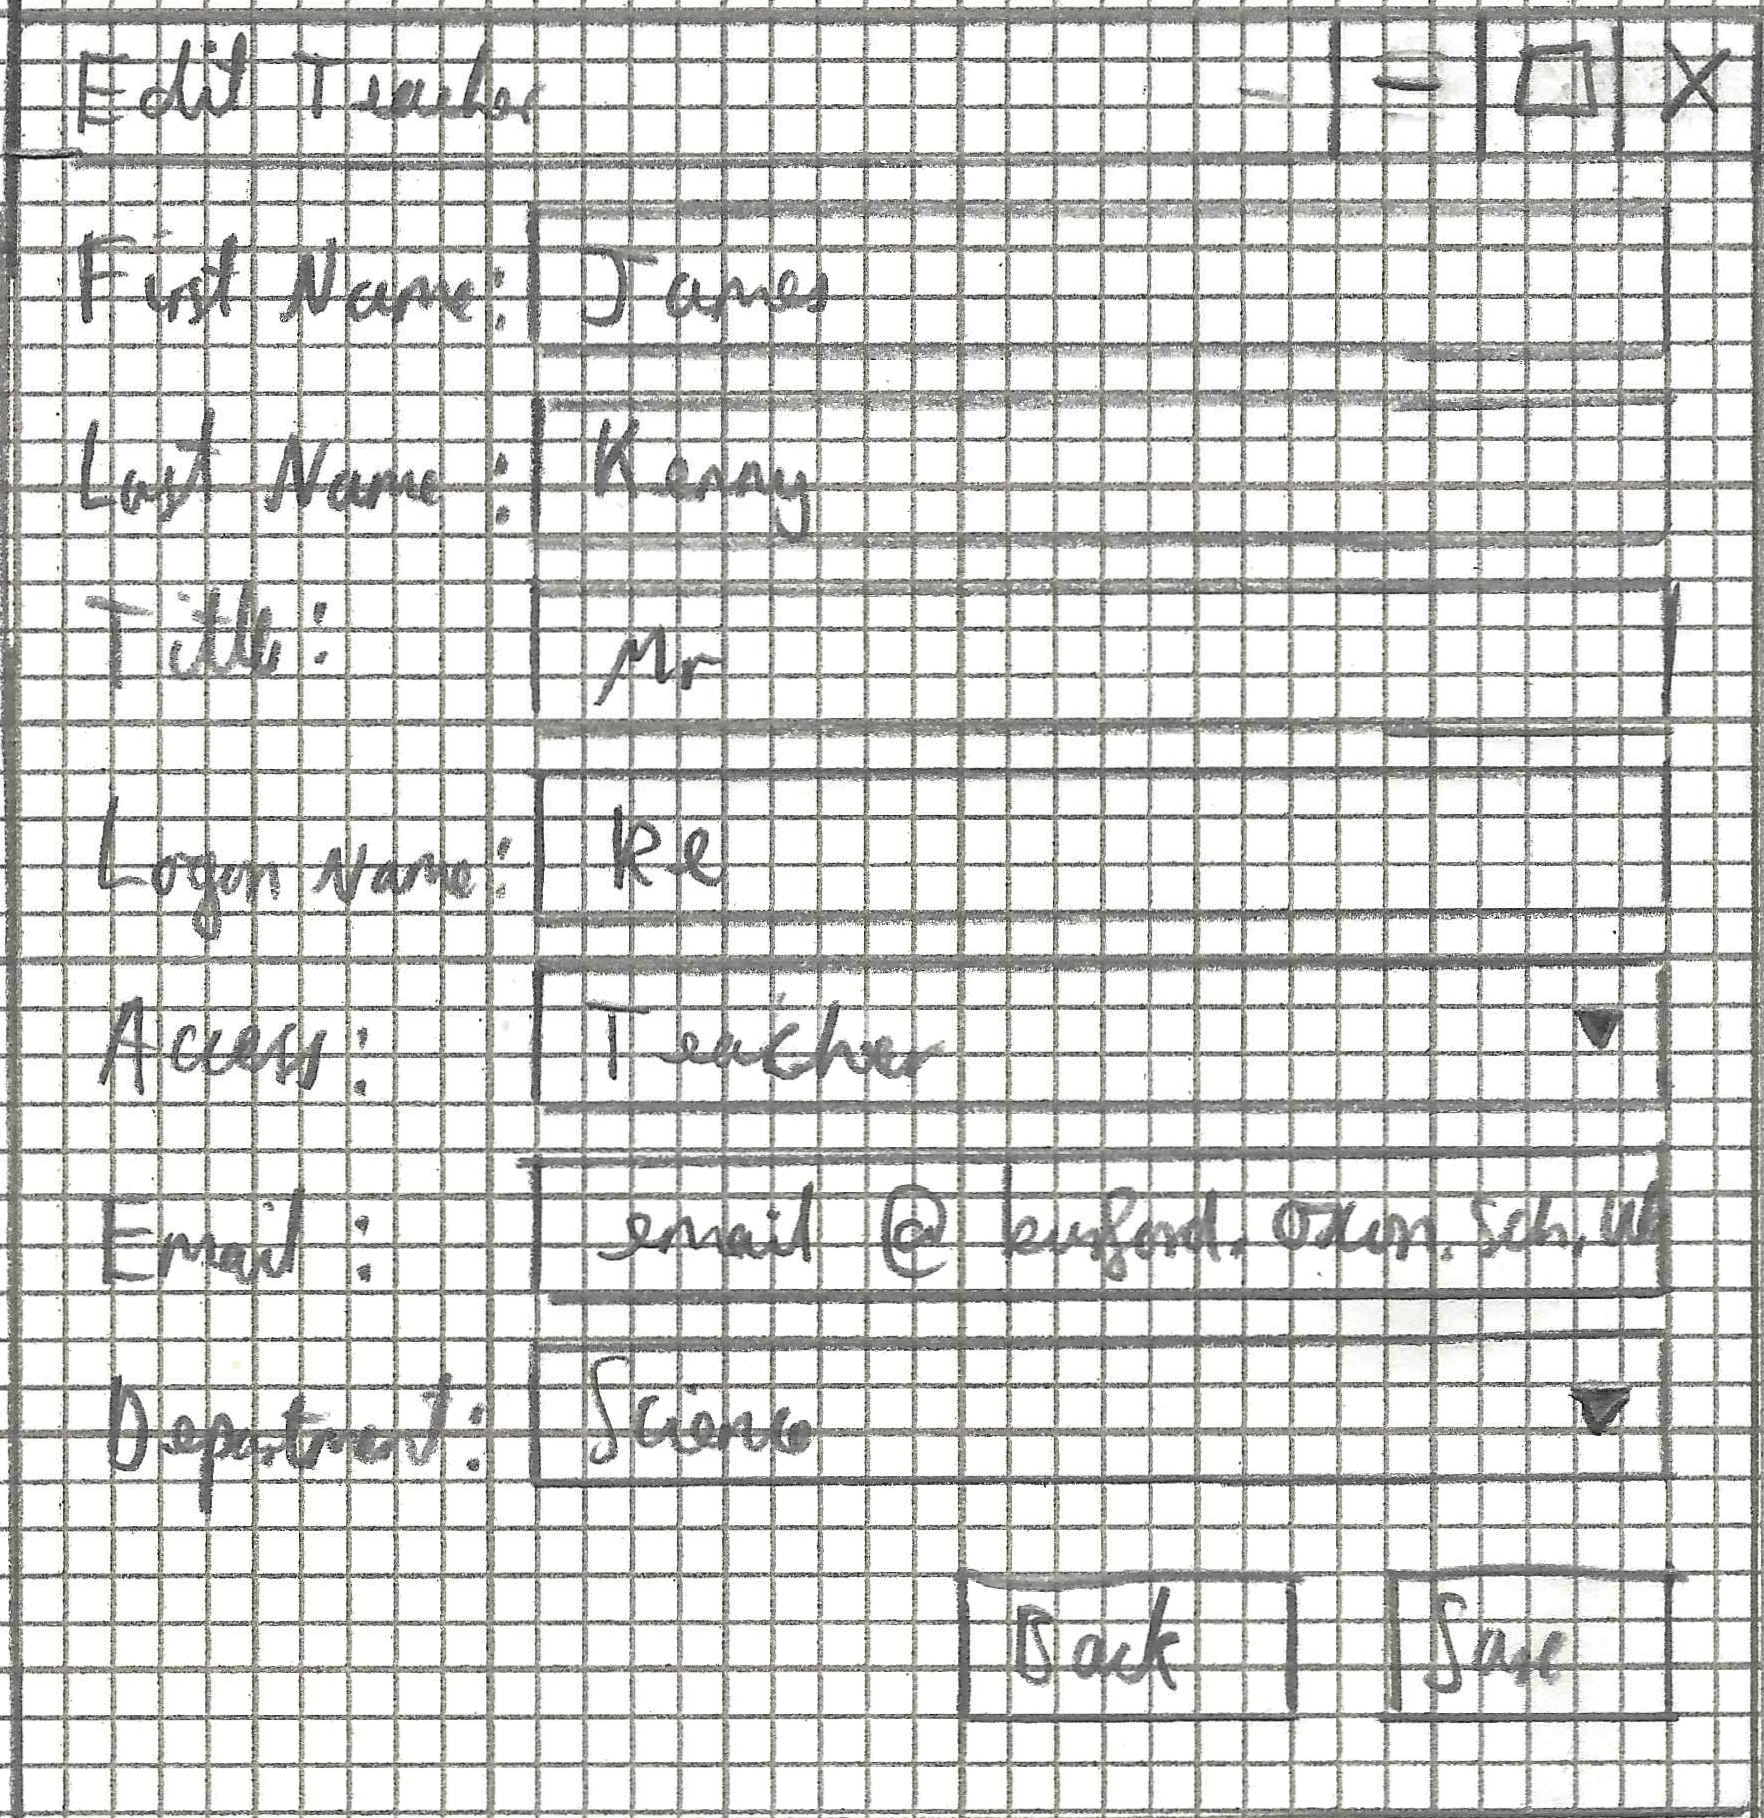 Edit Teacher
First Name: James
Last Name: Kenny
Title: Mr
Logon Name: ke
Access: Teacher
Email: email @ burford.oxon.sch.uk
Department: Science
Back Save